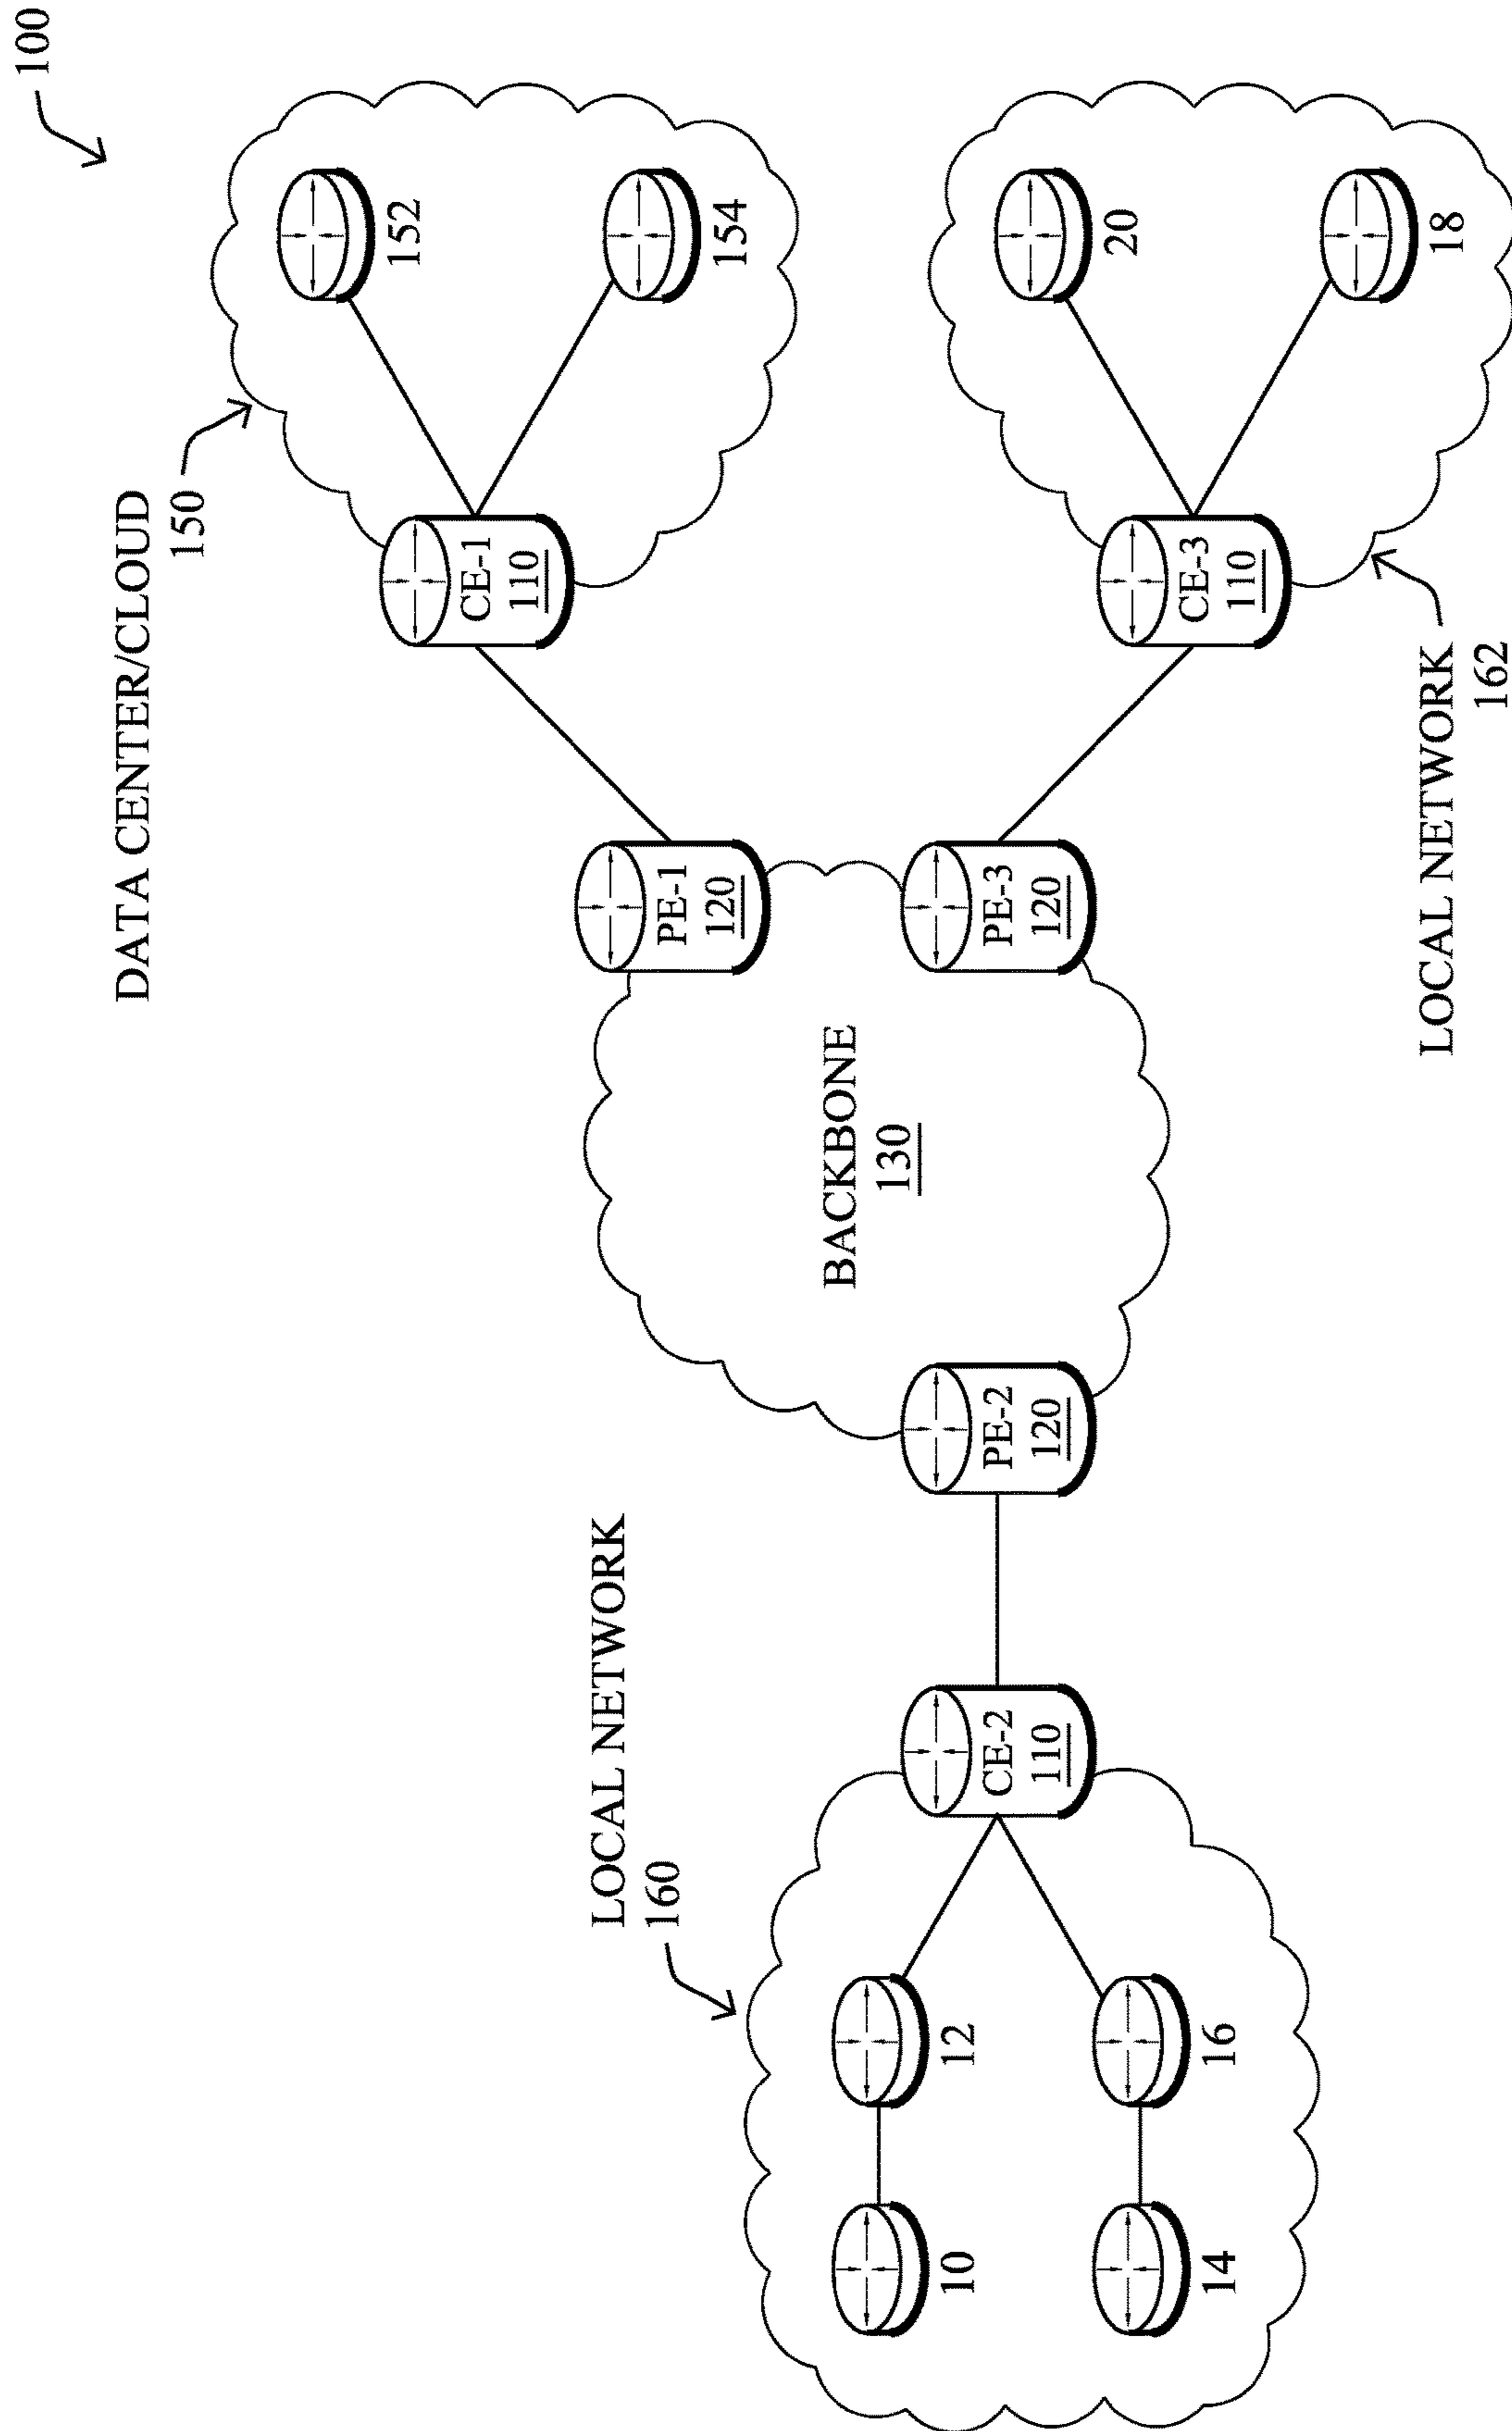 100
DATA CENTER/CLOUD
150
152
154
CE-1
110
PE-1
120
LOCAL NETWORK
160
BACKBONE
130
10
12
CE-2
110
PE-2
120
PE-3
120
CE-3
110
20
14
16
18
LOCAL NETWORK
162